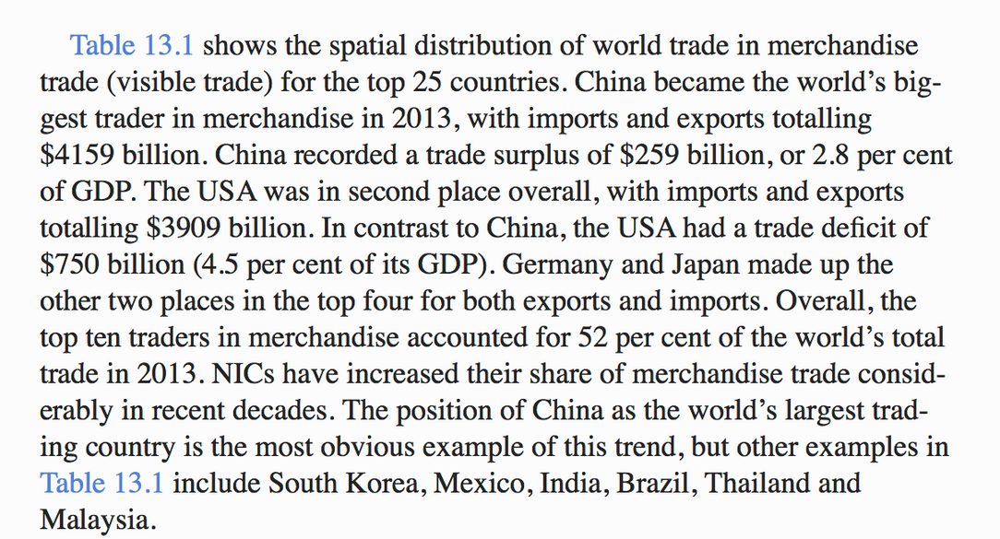 Table 13.1 shows the spatial distribution of world trade in merchandise
trade (visible trade) for the top 25 countries. China became the world’s big-
gest trader in merchandise in 2013, with imports and exports totalling
$4159 billion. China recorded a trade surplus of $259 billion, or 2.8 per cent
of GDP. The USA was in second place overall, with imports and exports
totalling $3909 billion. In contrast to China, the USA had a trade deficit of
$750 billion (4.5 per cent of its GDP). Germany and Japan made up the
other two places in the top four for both exports and imports. Overall, the
top ten traders in merchandise accounted for 52 per cent of the world’s total
trade in 2013. NICs have increased their share of merchandise trade consid-
erably in recent decades. The position of China as the world’s largest trad-
ing country is the most obvious example of this trend, but other examples in
Table 13.1 include South Korea, Mexico, India, Brazil, Thailand and
Malaysia.